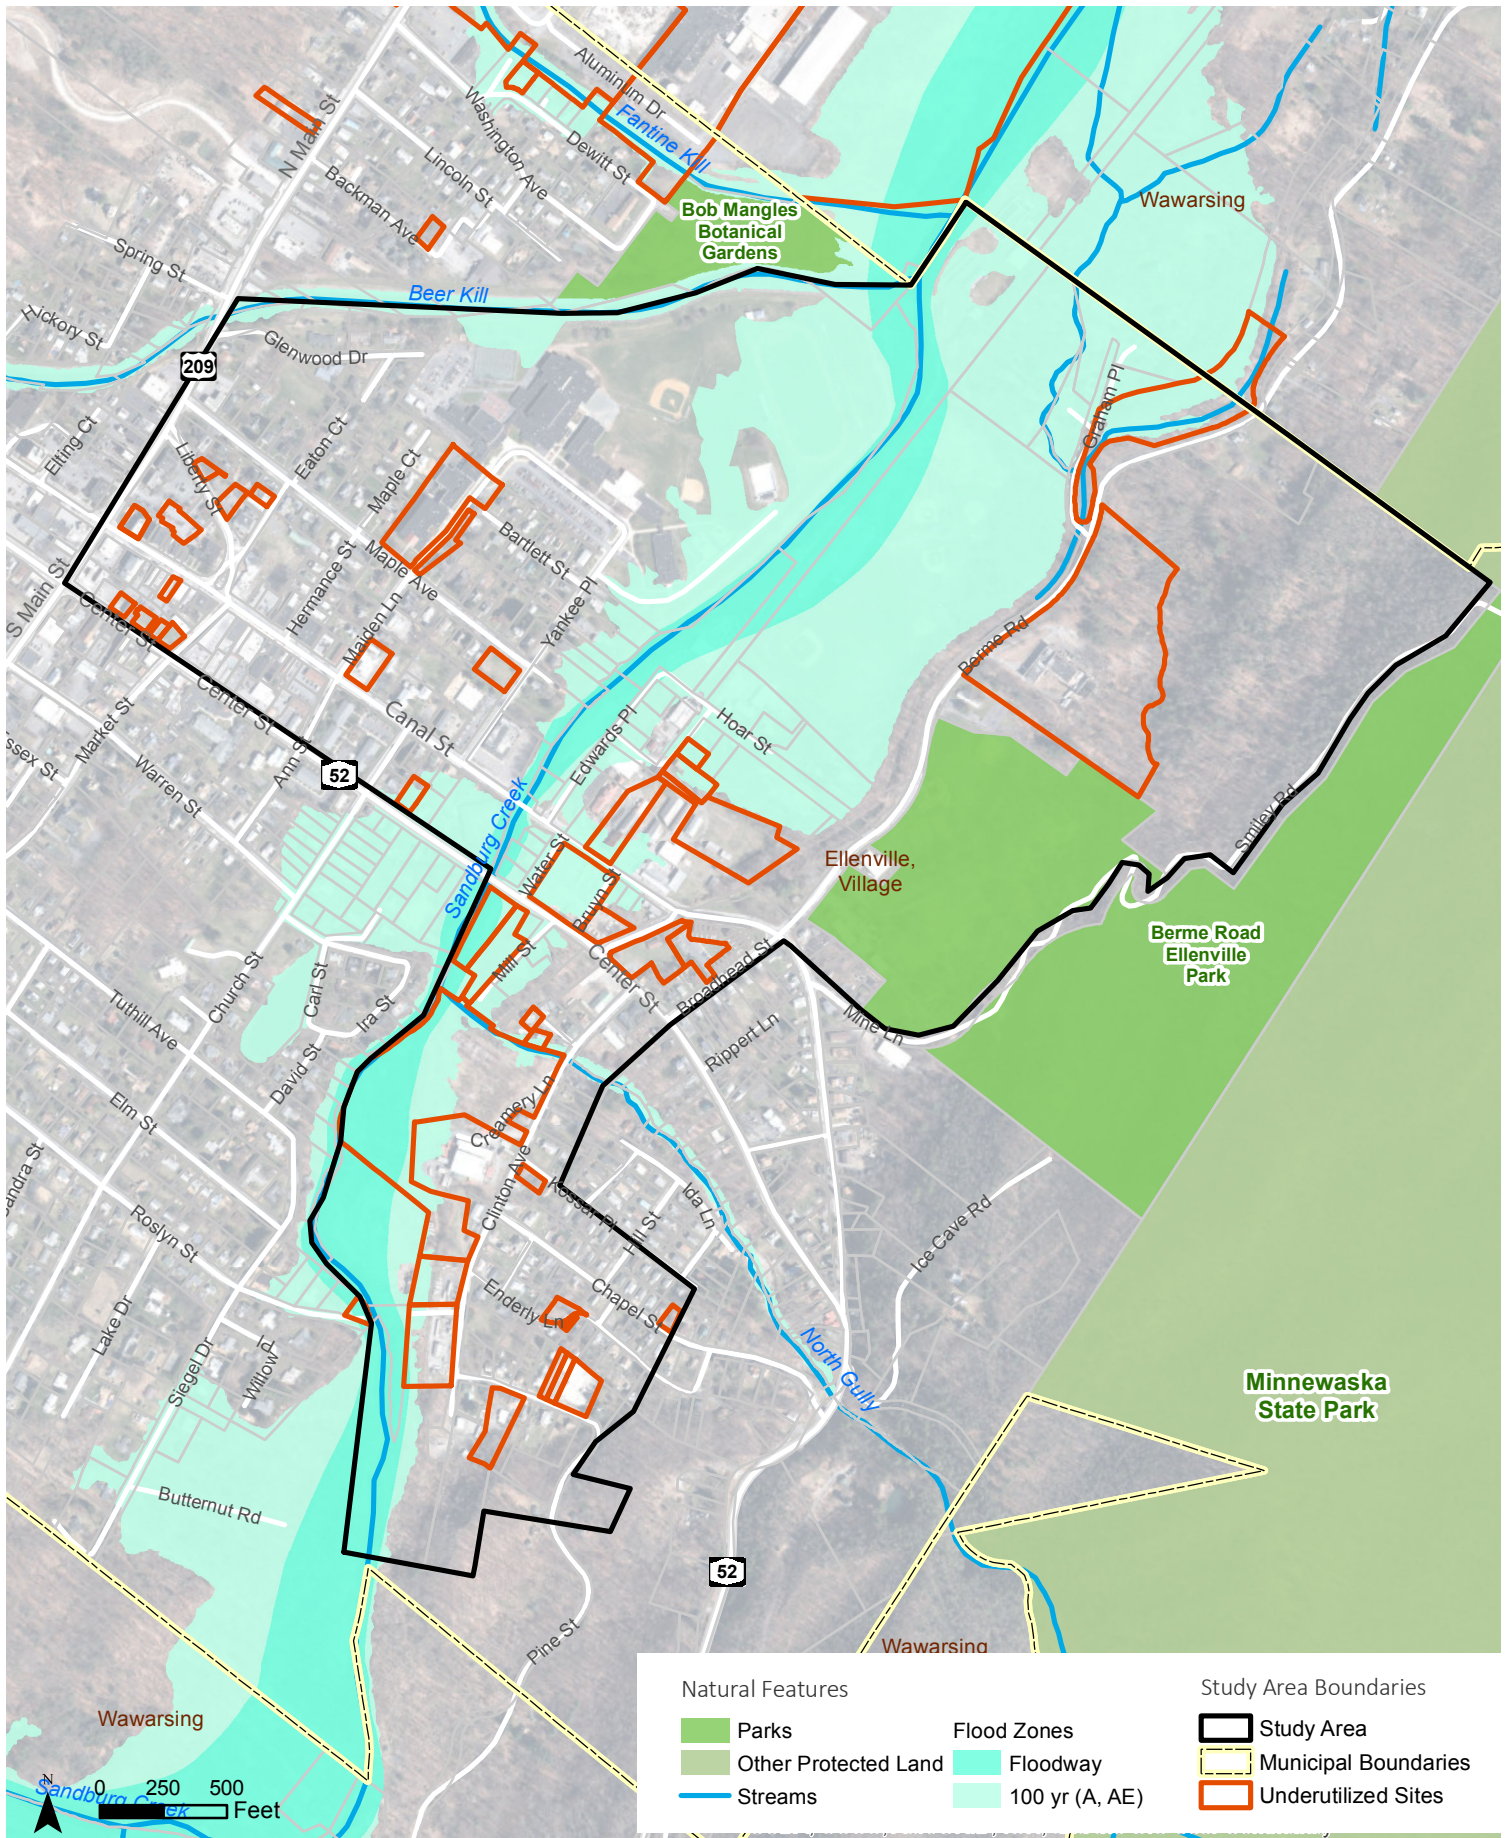 Aluminum Dr
Fantine Kill
Washington Ave
Dewitt St
N Main St
Lincoln St
Backman Ave
Wawarsing
Bob Mangles
Botanical
Gardens
Spring St
Beer Kill
Hickory St
Glenwood Dr
209
Graham Pl
Elting Ct
Liberty St
Eaton Ct
Maple Ct
Bartlett St
Maple Ave
Hermance St
S Main St
Center St
Maiden Ln
Yankee Pl
Berme Rd
Center St
Market St
Canal St
Hoar St
Edwards Pl
Essex St
Warren St
Ann St
52
Sandburg Creek
Smiley Rd
Water St
Bruyn St
Ellenville,
Village
Berme Road
Ellenville
Park
Mill St
Center St
Broadhead St
Church St
Carl St
Ira St
Tuthill Ave
Mine Ln
Rippert Ln
David St
Elm St
Creamery Ln
Clinton Ave
Kossar Pl
Hill St
Ida Ln
Ice Cave Rd
Roslyn St
Enderly Ln
Chapel St
Lake Dr
Siegel Dr
Willow Pl
North Gully
Minnewaska
State Park
Butternut Rd
52
Pine St
Wawarsing
Wawarsing
Sandburg Creek
N
0 250 500
Feet
Natural Features
Parks
Other Protected Land
Streams
Flood Zones
Floodway
100 yr (A, AE)
Study Area Boundaries
Study Area
Municipal Boundaries
Underutilized Sites